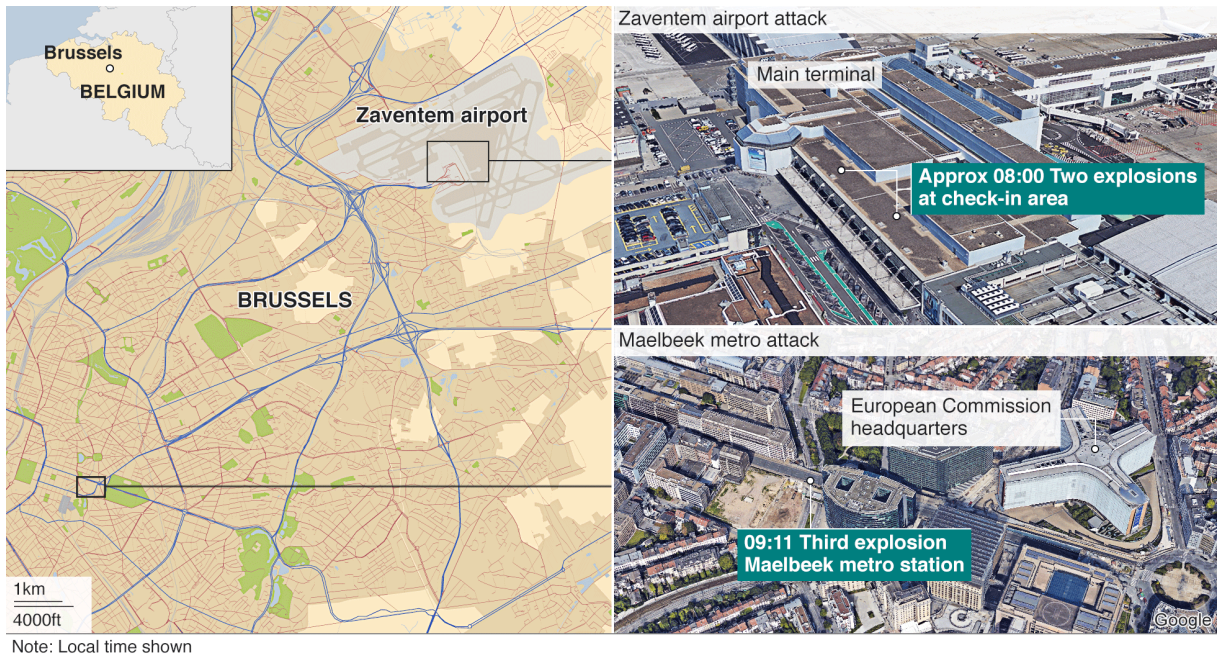 Brussels
BELGIUM
Zaventem airport
BRUSSELS
1km
4000ft
Zaventem airport attack
Main terminal
Approx 08:00 Two explosions
at check-in area
Maelbeek metro attack
European Commission
headquarters
09:11 Third explosion
Maelbeek metro station
Google
Note: Local time shown